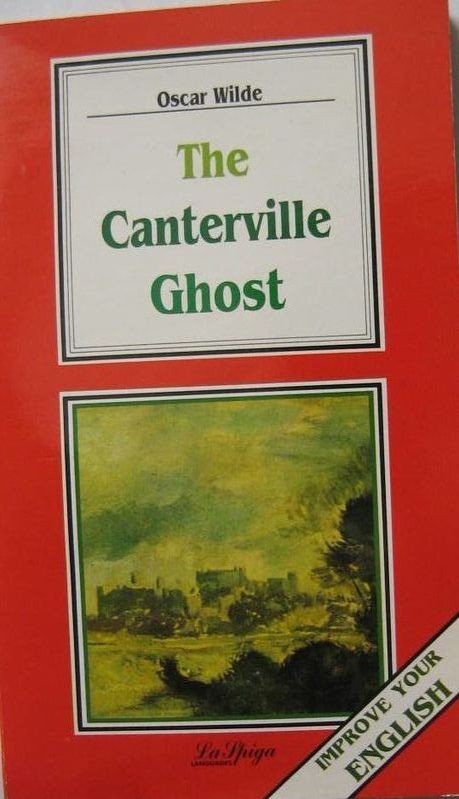 Oscar Wilde
The
Canterville
Ghost
La Spiga
LANGUAGES
IMPROVE YOUR
ENGLISH